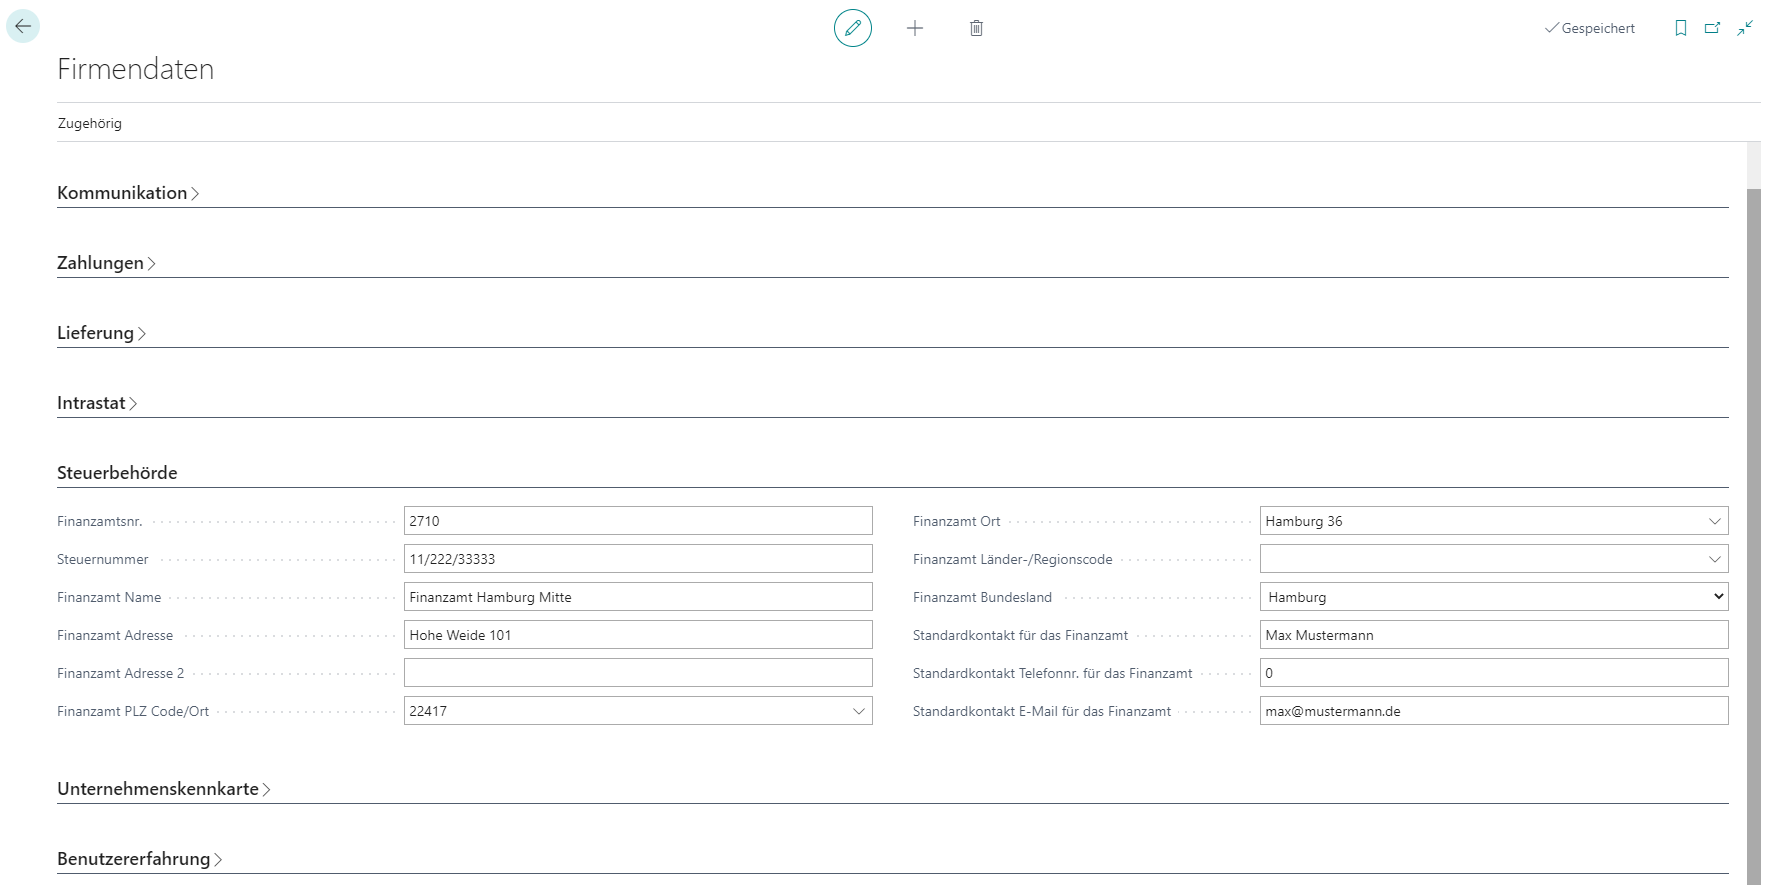 Gespeichert
Firmendaten
Zugehörig
Kommunikation
Zahlungen
Lieferung
Intrastat
Steuerbehörde
Finanzamtsnr. 2710
Steuernummer 11/222/33333
Finanzamt Name Finanzamt Hamburg Mitte
Finanzamt Adresse Hohe Weide 101
Finanzamt Adresse 2
Finanzamt PLZ Code/Ort 22417
Finanzamt Ort Hamburg 36
Finanzamt Länder-/Regionscode
Finanzamt Bundesland Hamburg
Standardkontakt für das Finanzamt Max Mustermann
Standardkontakt Telefonnr. für das Finanzamt 0
Standardkontakt E-Mail für das Finanzamt max@mustermann.de
Unternehmenskennkarte
Benutzererfahrung